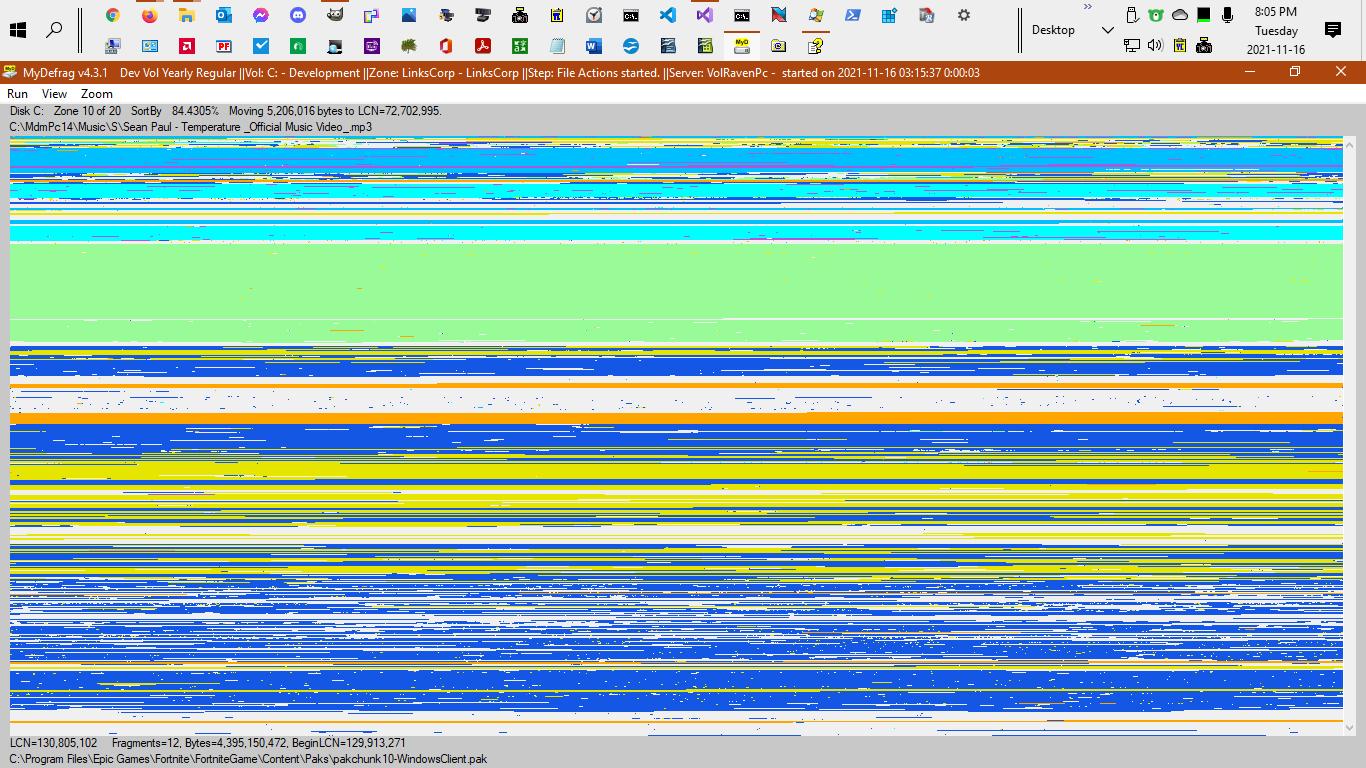 8:05 PM
Desktop
Tuesday
2021-11-16
MyDefrag v4.3.1 Dev Vol Yearly Regular ||Vol: C: - Development ||Zone: LinksCorp - LinksCorp ||Step: File Actions started. ||Server: VolRavenPc - started on 2021-11-16 03:15:37 0:00:03
Run View Zoom
Disk C: Zone 10 of 20 SortBy 84.4305% Moving 5,206,016 bytes to LCN=72,702,995.
C:\MdmPc14\Music\S\Sean Paul - Temperature _Official Music Video_.mp3
LCN=130,805,102 Fragments=12, Bytes=4,395,150,472, BeginLCN=129,913,271
C:\Program Files\Epic Games\Fortnite\FortniteGame\Content\Paks\pakchunk10-WindowsClient.pak